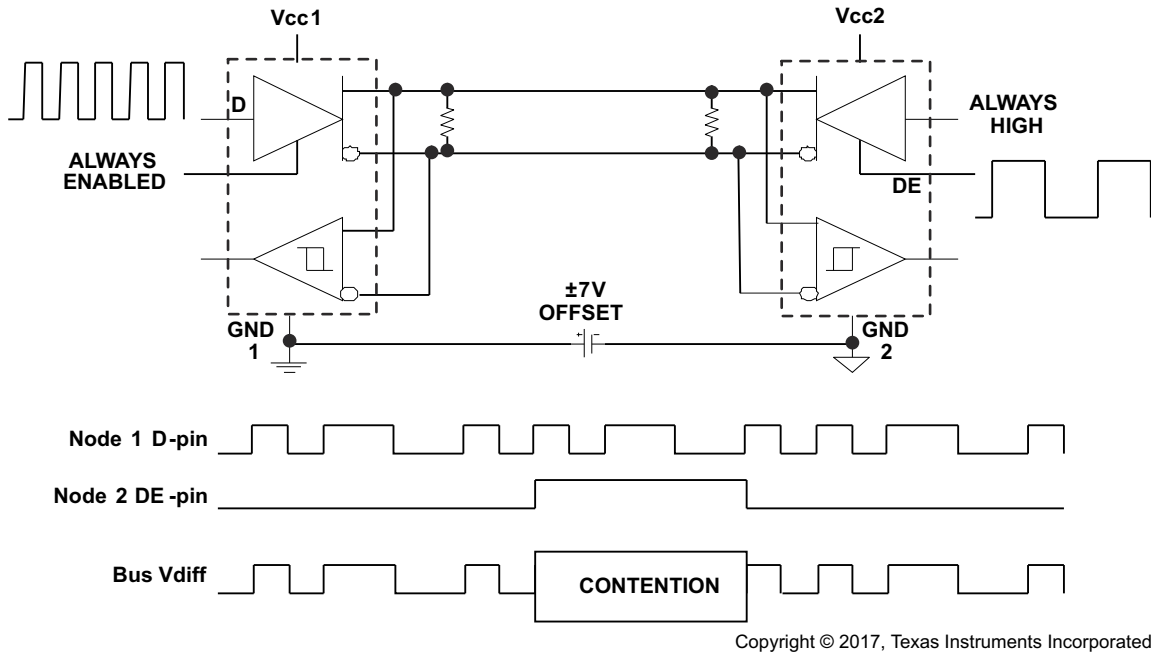 Vcc1
Vcc2
D
ALWAYS
ENABLED
ALWAYS
HIGH
DE
±7V
OFFSET
+
-
GND
1
GND
2
Node 1 D-pin
Node 2 DE-pin
Bus Vdiff
CONTENTION
Copyright © 2017, Texas Instruments Incorporated